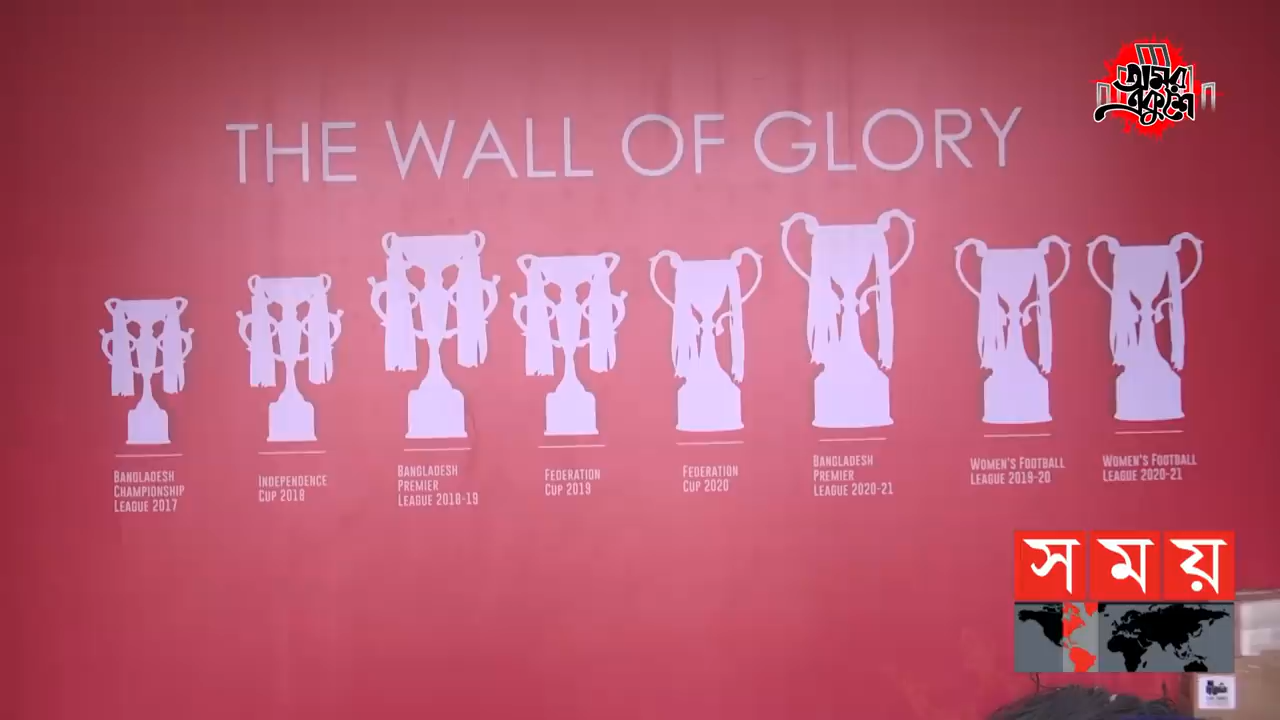 অমর
একুশে
THE WALL OF GLORY
BANGLADESH
CHAMPIONSHIP
LEAGUE 2017
INDEPENDENCE
CUP 2018
BANGLADESH
PREMIER
LEAGUE 2018-19
FEDERATION
CUP 2019
FEDERATION
CUP 2020
BANGLADESH
PREMIER
LEAGUE 2020-21
WOMEN'S FOOTBALL
LEAGUE 2019-20
WOMEN'S FOOTBALL
LEAGUE 2020-21
সময়